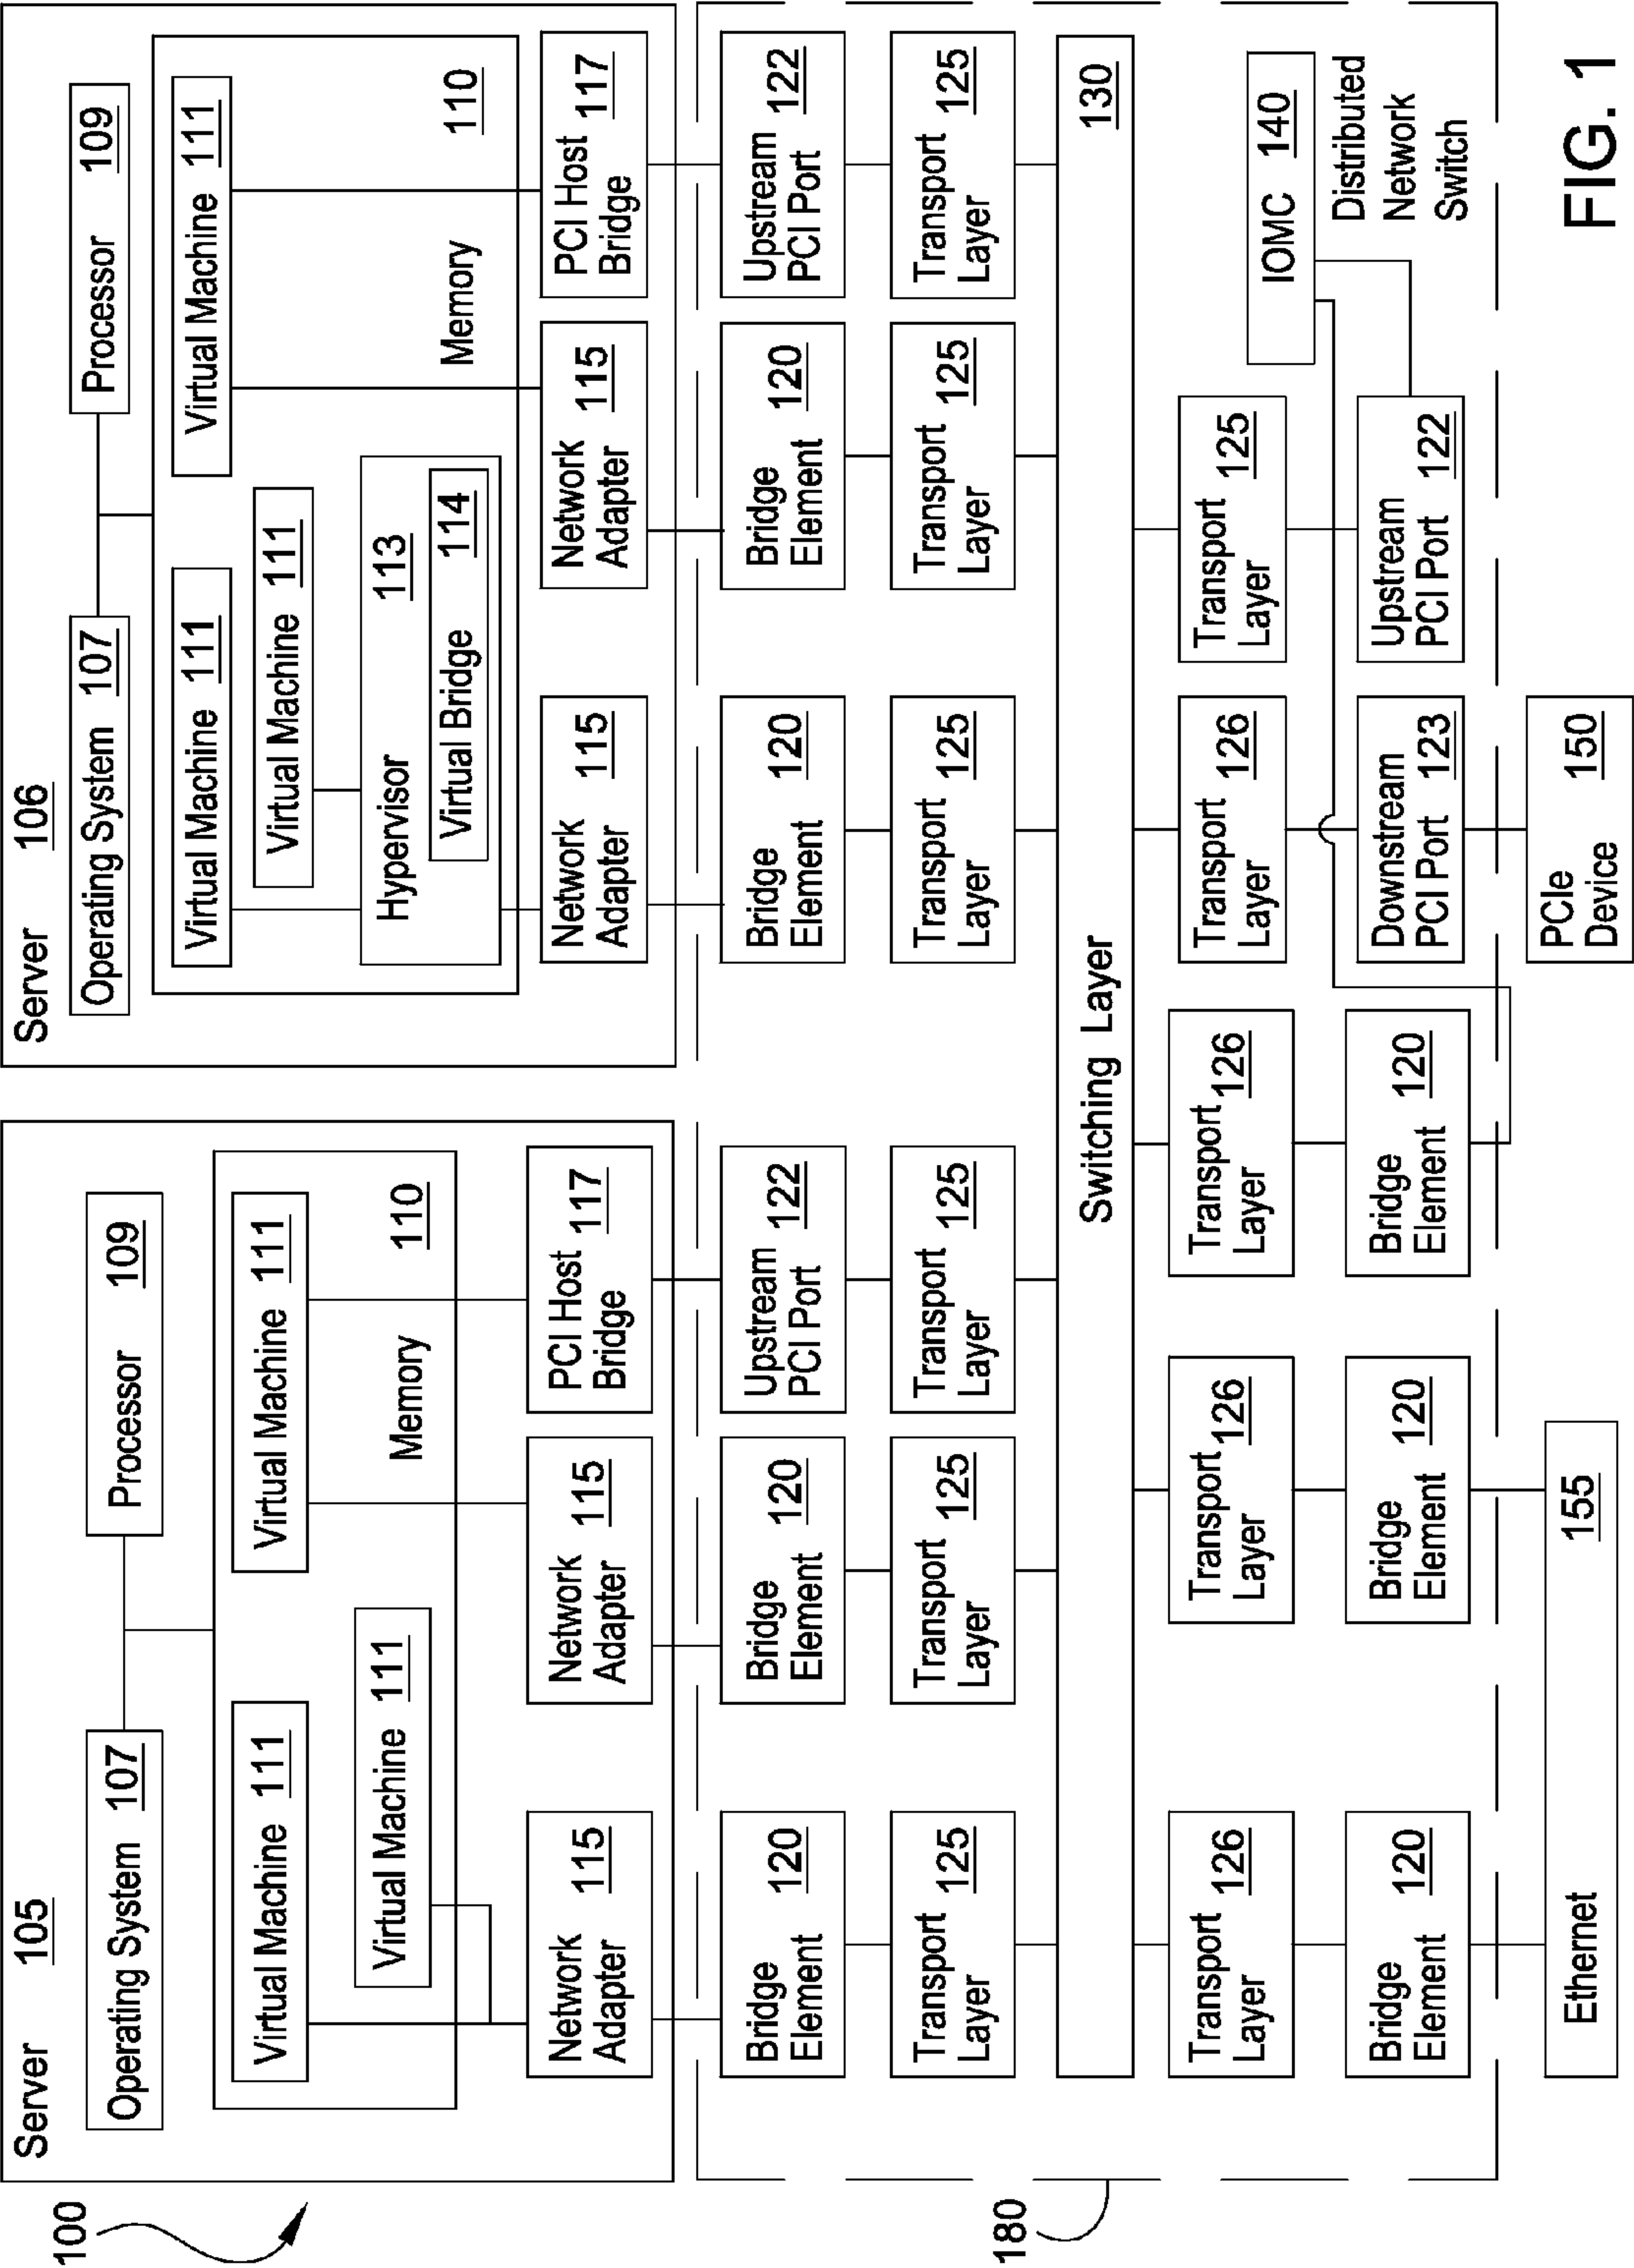 100
Server 105
Operating System 107
Processor 109
Virtual Machine 111
Virtual Machine 111
Virtual Machine 111
Memory 110
Network
Adapter 115
Network
Adapter 115
PCI Host
Bridge 117
Server 106
Operating System 107
Processor 109
Virtual Machine 111
Virtual Machine 111
Virtual Machine 111
Hypervisor 113
Virtual Bridge 114
Memory 110
Network
Adapter 115
Network
Adapter 115
PCI Host
Bridge 117
180
Bridge
Element 120
Bridge
Element 120
Upstream
PCI Port 122
Bridge
Element 120
Bridge
Element 120
Upstream
PCI Port 122
Transport
Layer 125
Transport
Layer 125
Transport
Layer 125
Transport
Layer 125
Transport
Layer 125
Transport
Layer 125
Switching Layer 130
Transport
Layer 126
Transport
Layer 126
Transport
Layer 126
Transport
Layer 126
Transport
Layer 125
IOMC 140
Bridge
Element 120
Bridge
Element 120
Bridge
Element 120
Downstream
PCI Port 123
Upstream
PCI Port 122
Distributed
Network
Switch
Ethernet 155
PCIe
Device 150
FIG. 1